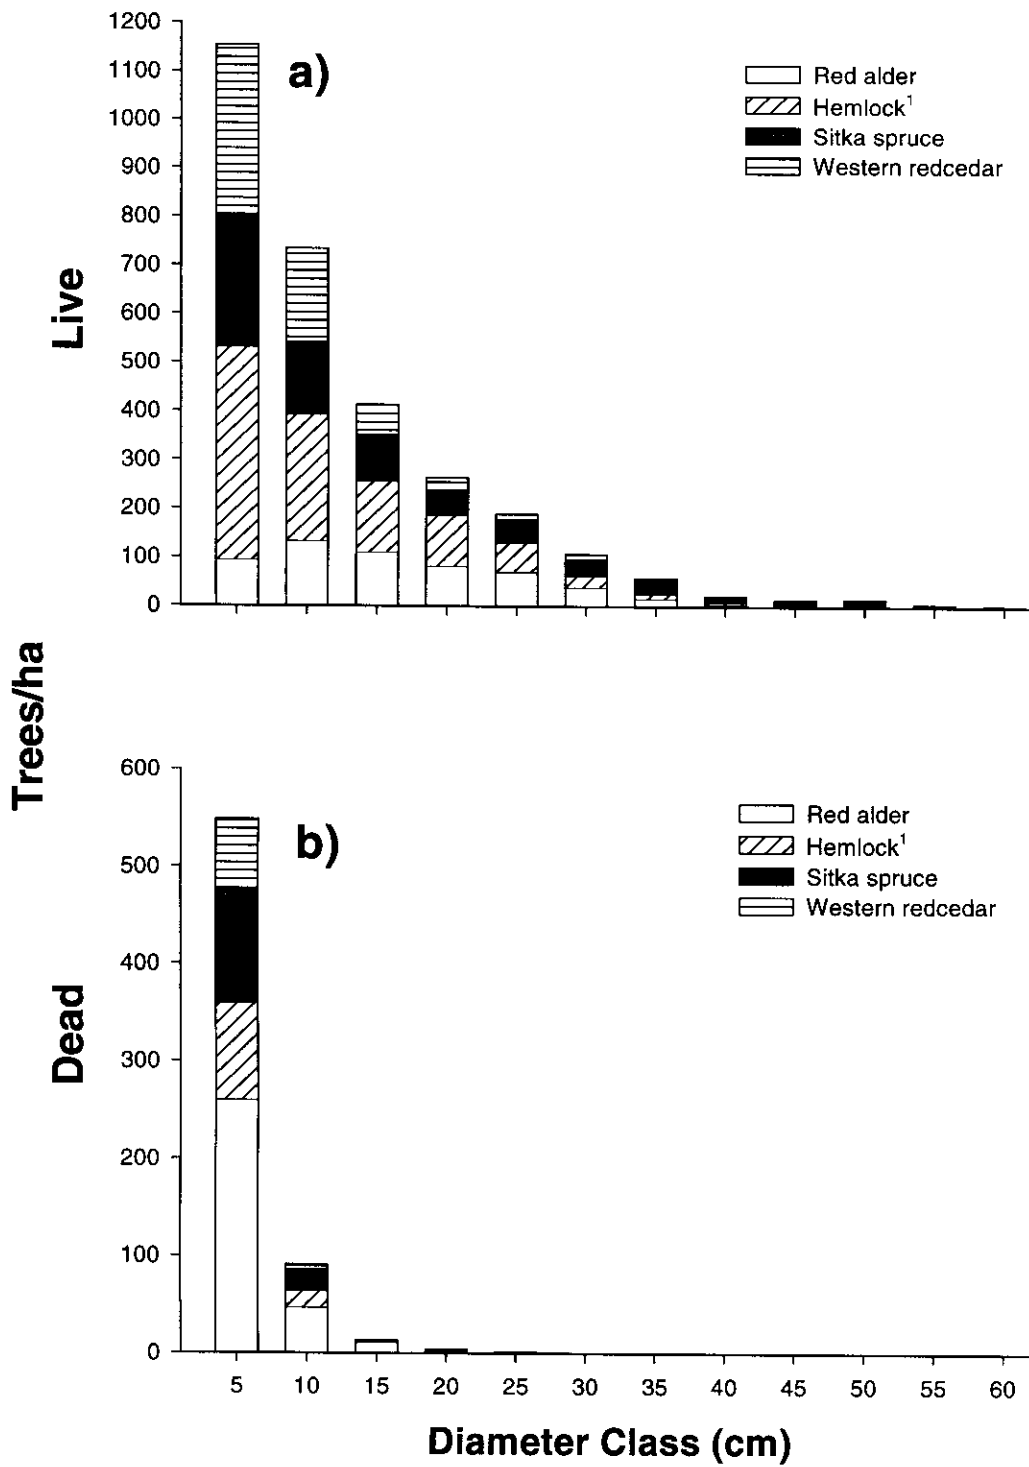 1200
1100
1000
900
800
700
600
500
400
300
200
100
0
a)
Red alder
Hemlock¹
Sitka spruce
Western redcedar
Live
Trees/ha
600
500
400
300
200
100
0
b)
Red alder
Hemlock¹
Sitka spruce
Western redcedar
Dead
5 10 15 20 25 30 35 40 45 50 55 60
Diameter Class (cm)